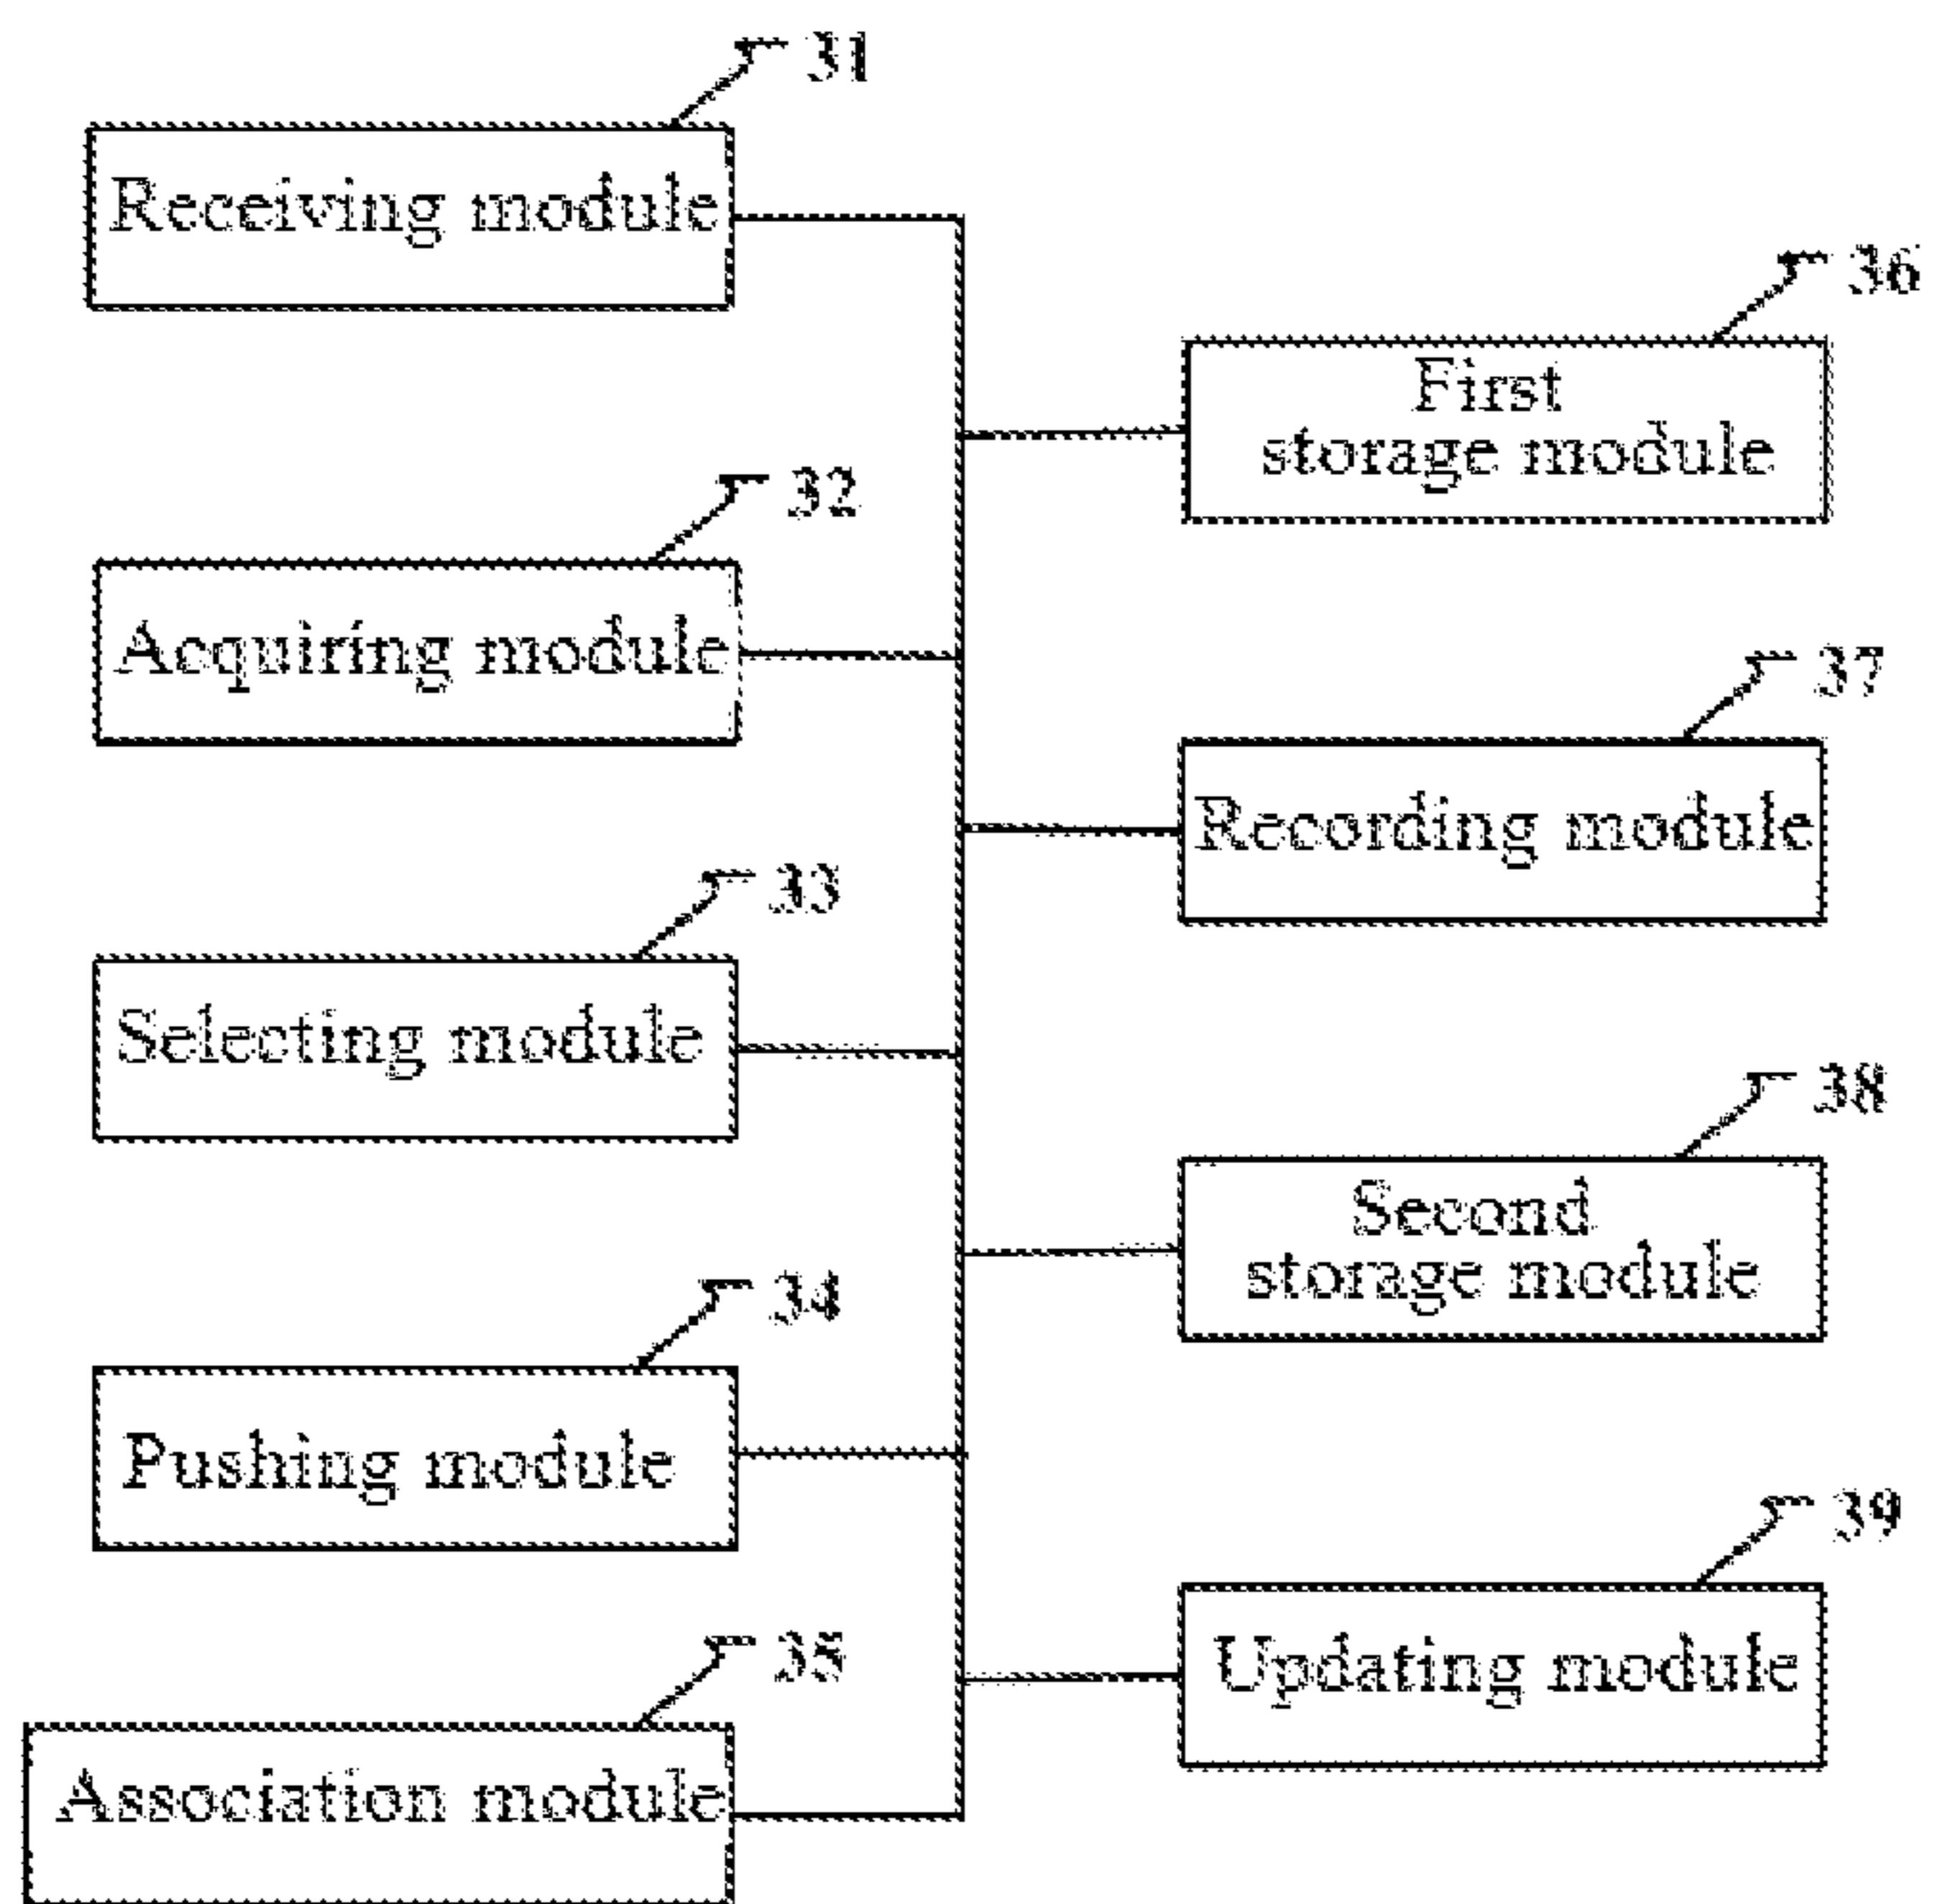 31
Receiving module
36
First
storage module
32
Acquiring module
37
Recording module
33
Selecting module
38
Second
storage module
34
Pushing module
39
Updating module
35
Association module